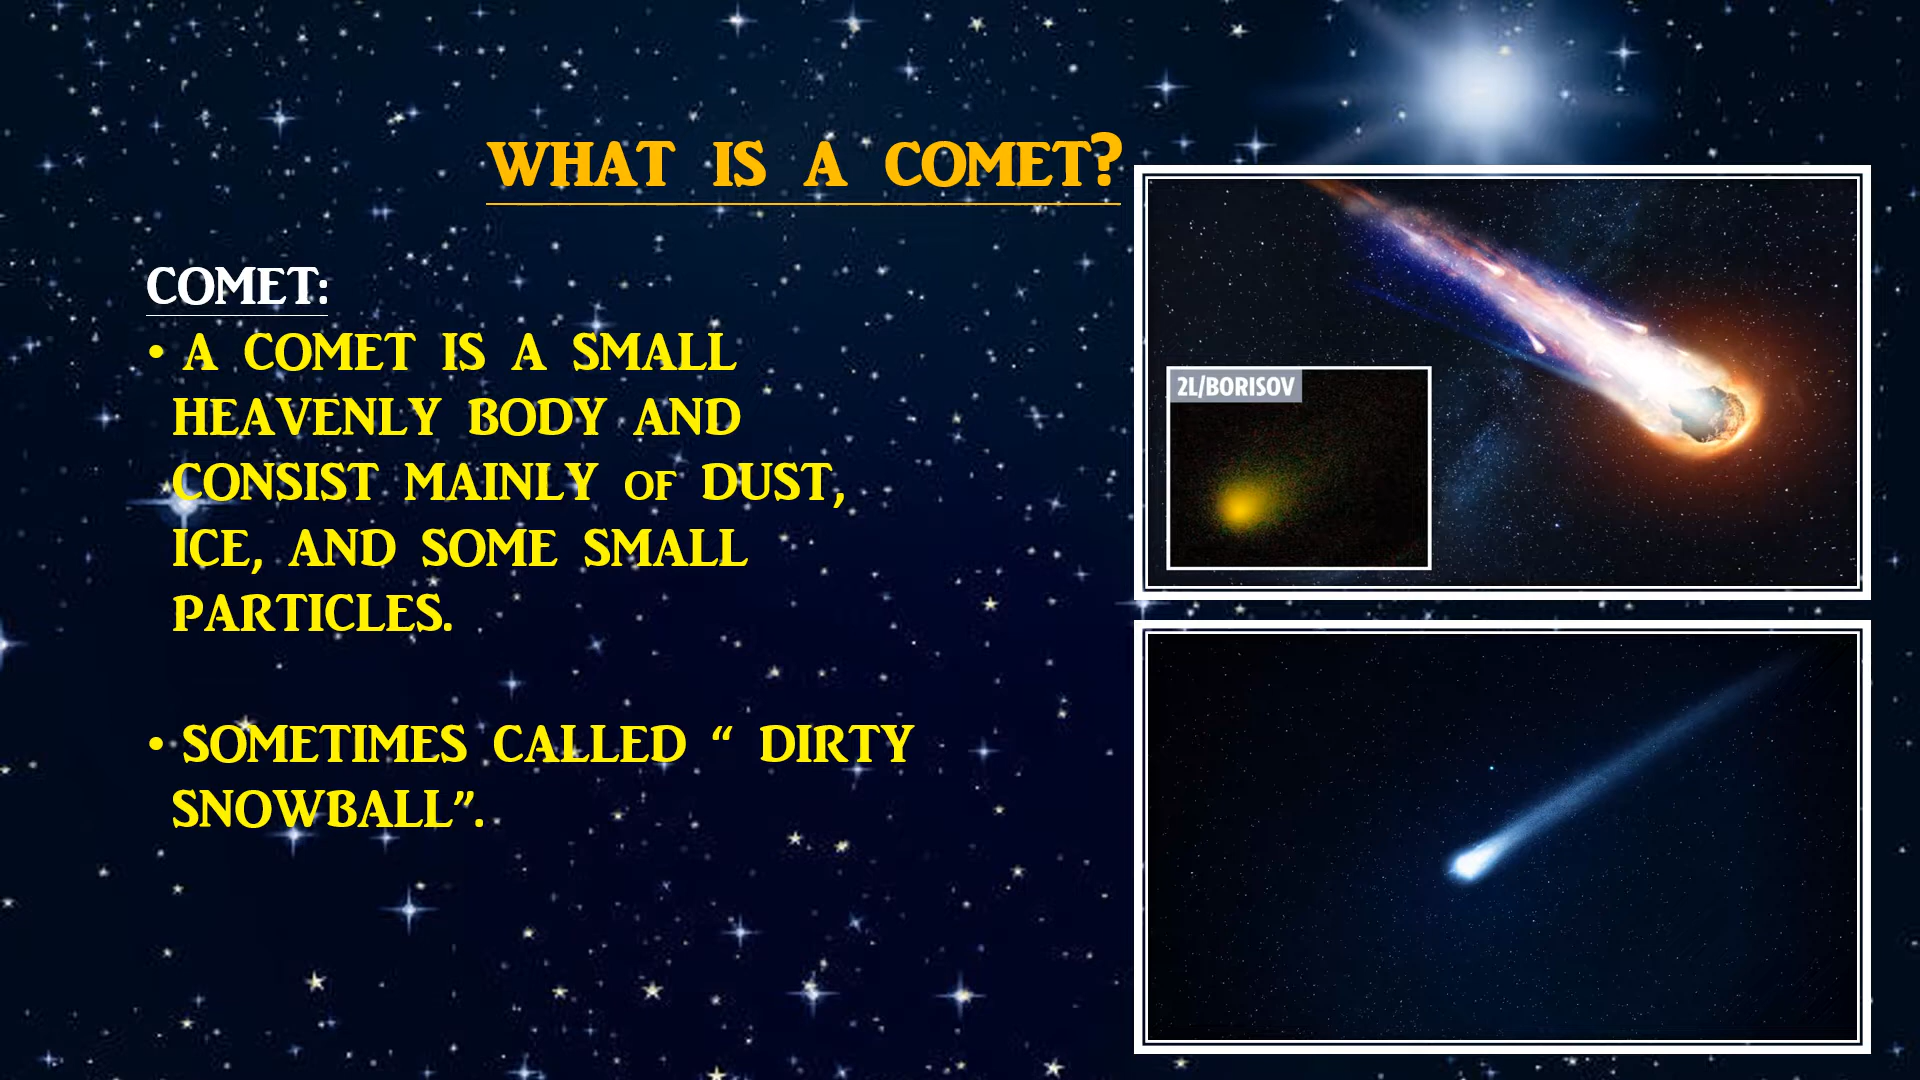 WHAT IS A COMET?
COMET:
• A COMET IS A SMALL
HEAVENLY BODY AND
CONSIST MAINLY OF DUST,
ICE, AND SOME SMALL
PARTICLES.
• SOMETIMES CALLED “ DIRTY
SNOWBALL”.
2L/BORISOV